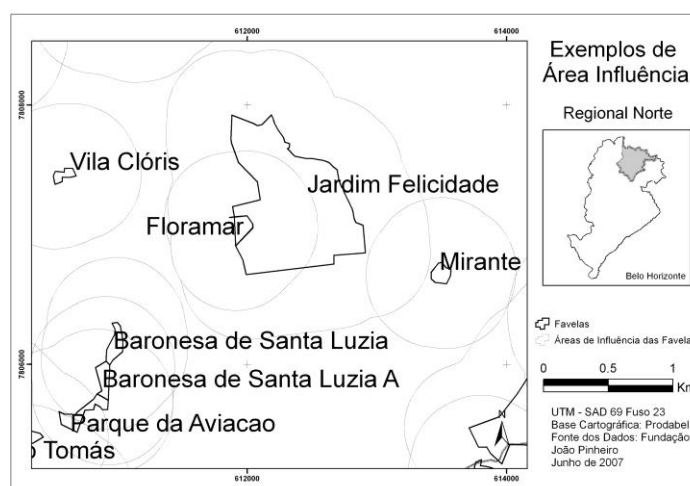 612000
614000
7808000
7806000
Vila Clóris
Jardim Felicidade
Floramar
Mirante
Baronesa de Santa Luzia
Baronesa de Santa Luzia A
Parque da Aviacao
o Tomás
612000
614000
N
Exemplos de
Área Influência
Regional Norte
Belo Horizonte
Favelas
Áreas de Influência das Favela
0 0.5 1
Km
UTM - SAD 69 Fuso 23
Base Cartográfica: Prodabel
Fonte dos Dados: Fundação
João Pinheiro
Junho de 2007